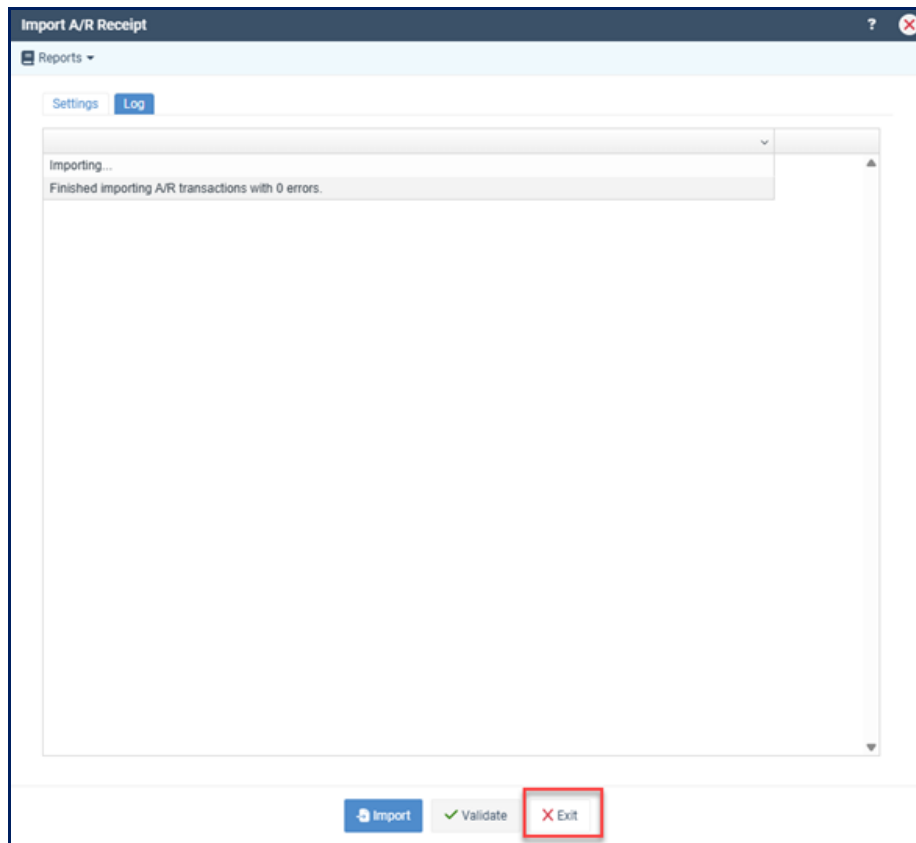 Import A/R Receipt ?
Reports
Settings Log
Importing...
Finished importing A/R transactions with 0 errors.
Import Validate Exit